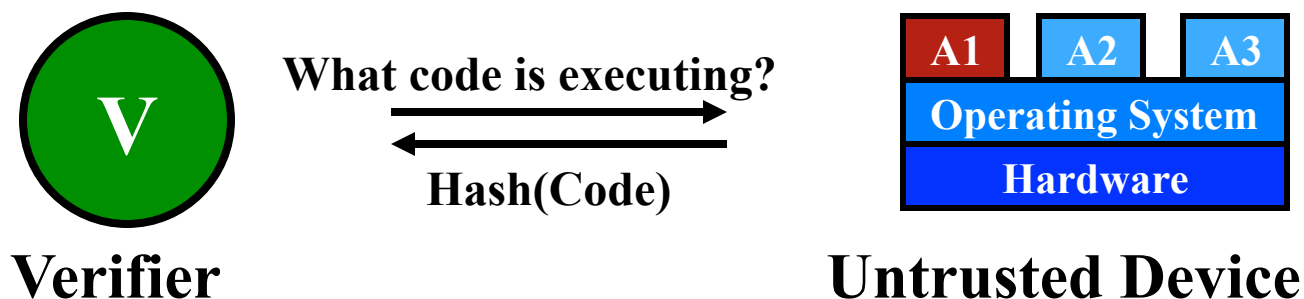 V
Verifier
What code is executing?
Hash(Code)
A1 A2 A3
Operating System
Hardware
Untrusted Device